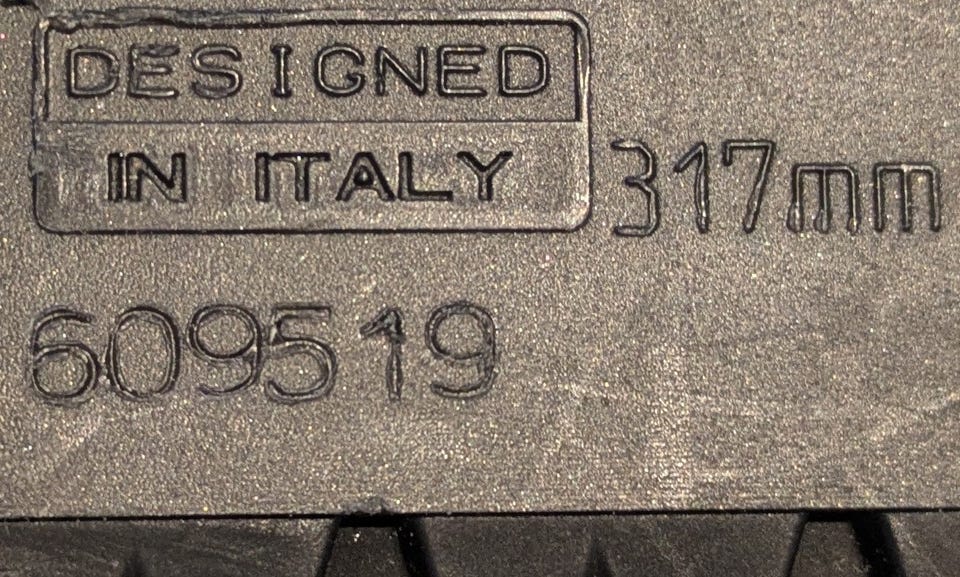 DESIGNED
IN ITALY
317mm
609519